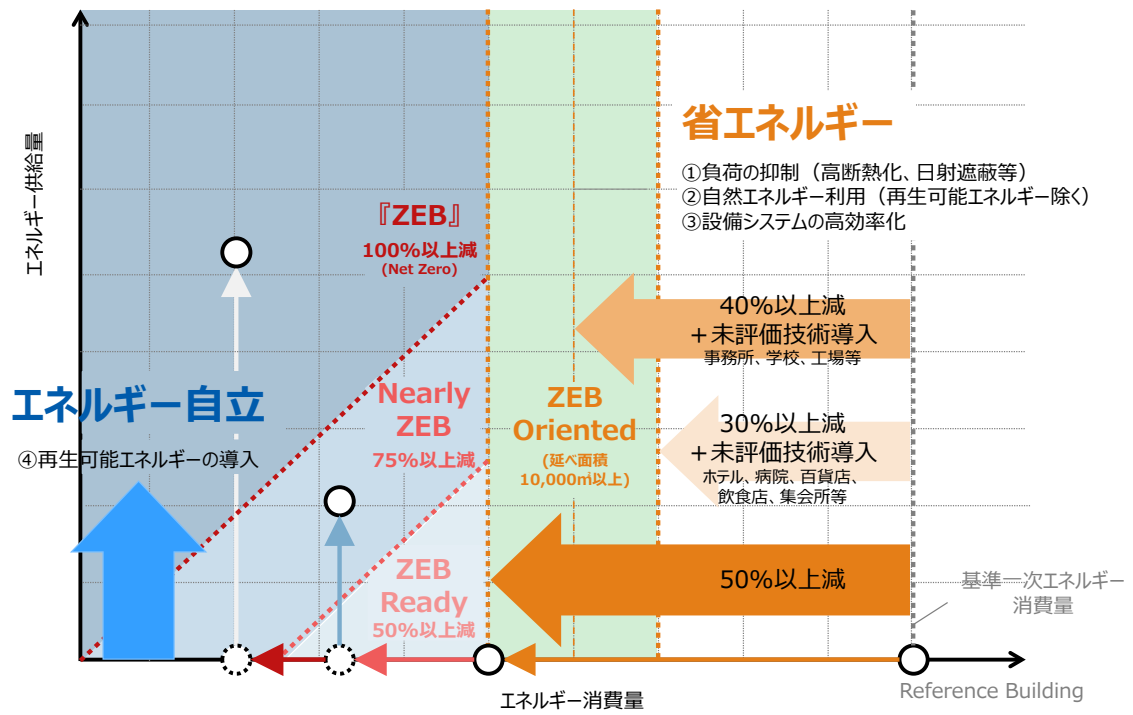 エネルギー供給量
省エネルギー
①負荷の抑制（高断熱化、日射遮蔽等）
②自然エネルギー利用（再生可能エネルギー除く）
③設備システムの高効率化
『ZEB』
100%以上減
(Net Zero)
40%以上減
＋未評価技術導入
事務所、学校、工場等
エネルギー自立
④再生可能エネルギーの導入
Nearly
ZEB
75%以上減
ZEB
Oriented
(延べ面積
10,000㎡以上)
30%以上減
＋未評価技術導入
ホテル、病院、百貨店、
飲食店、集会所等
ZEB
Ready
50%以上減
50%以上減
基準一次エネルギー
消費量
エネルギー消費量
Reference Building